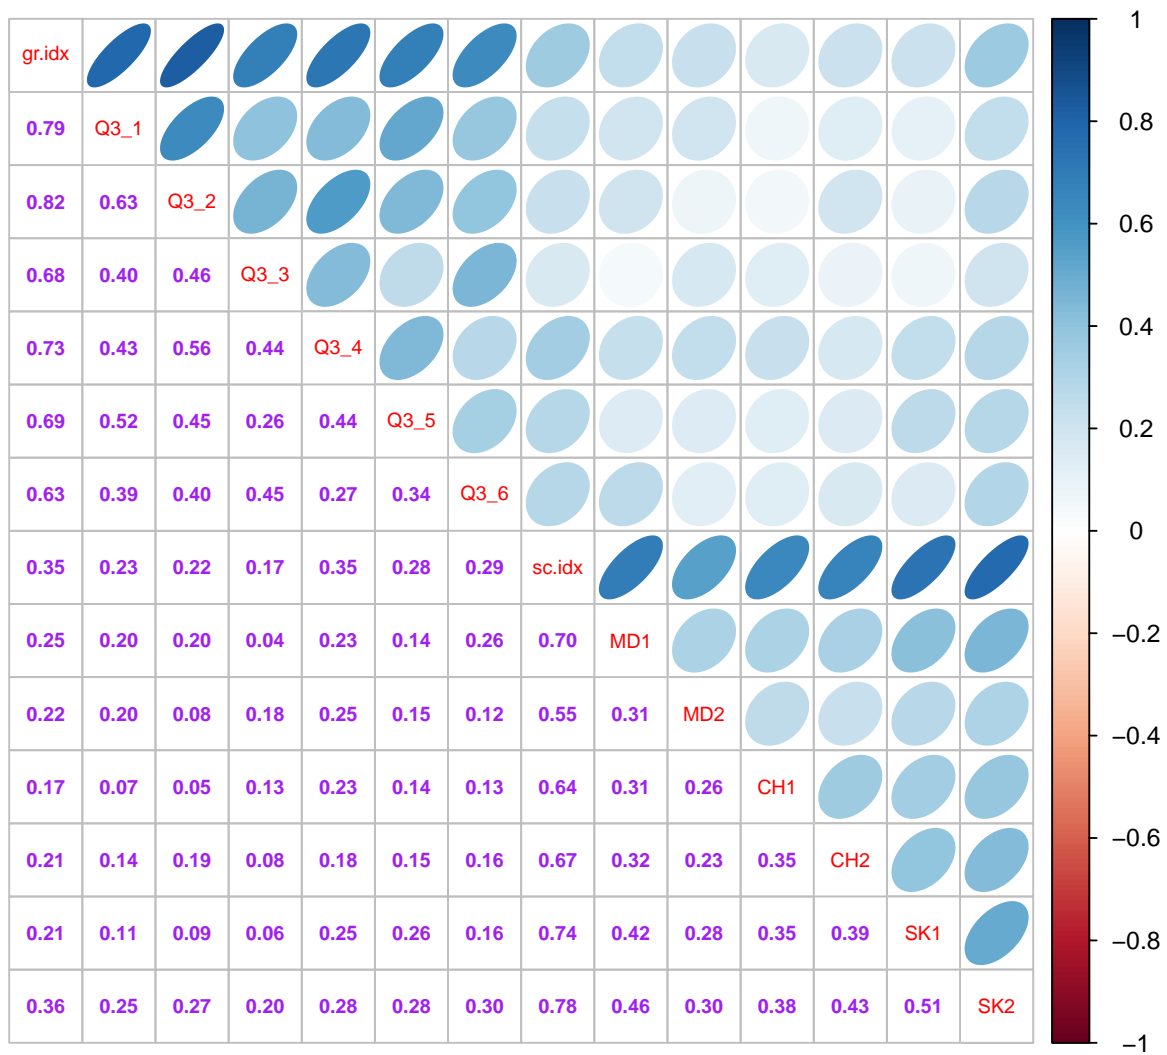 gr.idx
0.79 Q3_1
0.82 0.63 Q3_2
0.68 0.40 0.46 Q3_3
0.73 0.43 0.56 0.44 Q3_4
0.69 0.52 0.45 0.26 0.44 Q3_5
0.63 0.39 0.40 0.45 0.27 0.34 Q3_6
0.35 0.23 0.22 0.17 0.35 0.28 0.29 sc.idx
0.25 0.20 0.20 0.04 0.23 0.14 0.26 0.70 MD1
0.22 0.20 0.08 0.18 0.25 0.15 0.12 0.55 0.31 MD2
0.17 0.07 0.05 0.13 0.23 0.14 0.13 0.64 0.31 0.26 CH1
0.21 0.14 0.19 0.08 0.18 0.15 0.16 0.67 0.32 0.23 0.35 CH2
0.21 0.11 0.09 0.06 0.25 0.26 0.16 0.74 0.42 0.28 0.35 0.39 SK1
0.36 0.25 0.27 0.20 0.28 0.28 0.30 0.78 0.46 0.30 0.38 0.43 0.51 SK2
1
0.8
0.6
0.4
0.2
0
−0.2
−0.4
−0.6
−0.8
−1